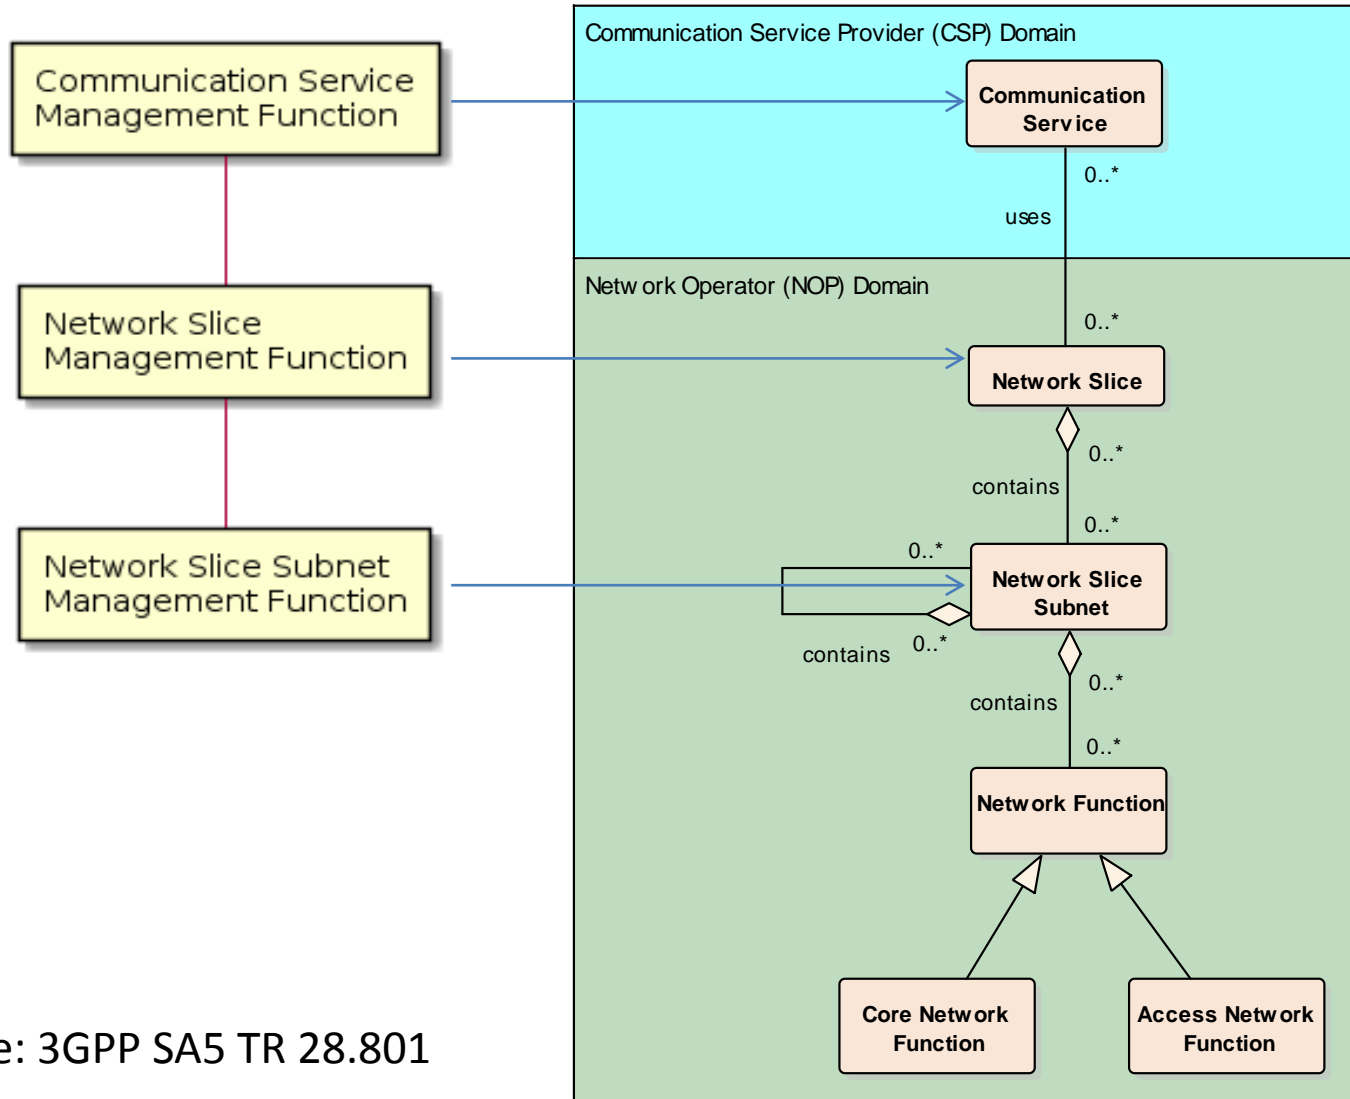 Communication Service Provider (CSP) Domain
Communication Service
Management Function
Communication
Service
0..*
uses
Network Operator (NOP) Domain
Network Slice
Management Function
0..*
Network Slice
0..*
contains
0..*
Network Slice Subnet
Management Function
0..*
Network Slice
Subnet
contains
0..*
0..*
contains
0..*
Network Function
Core Network
Function
Access Network
Function
e: 3GPP SA5 TR 28.801